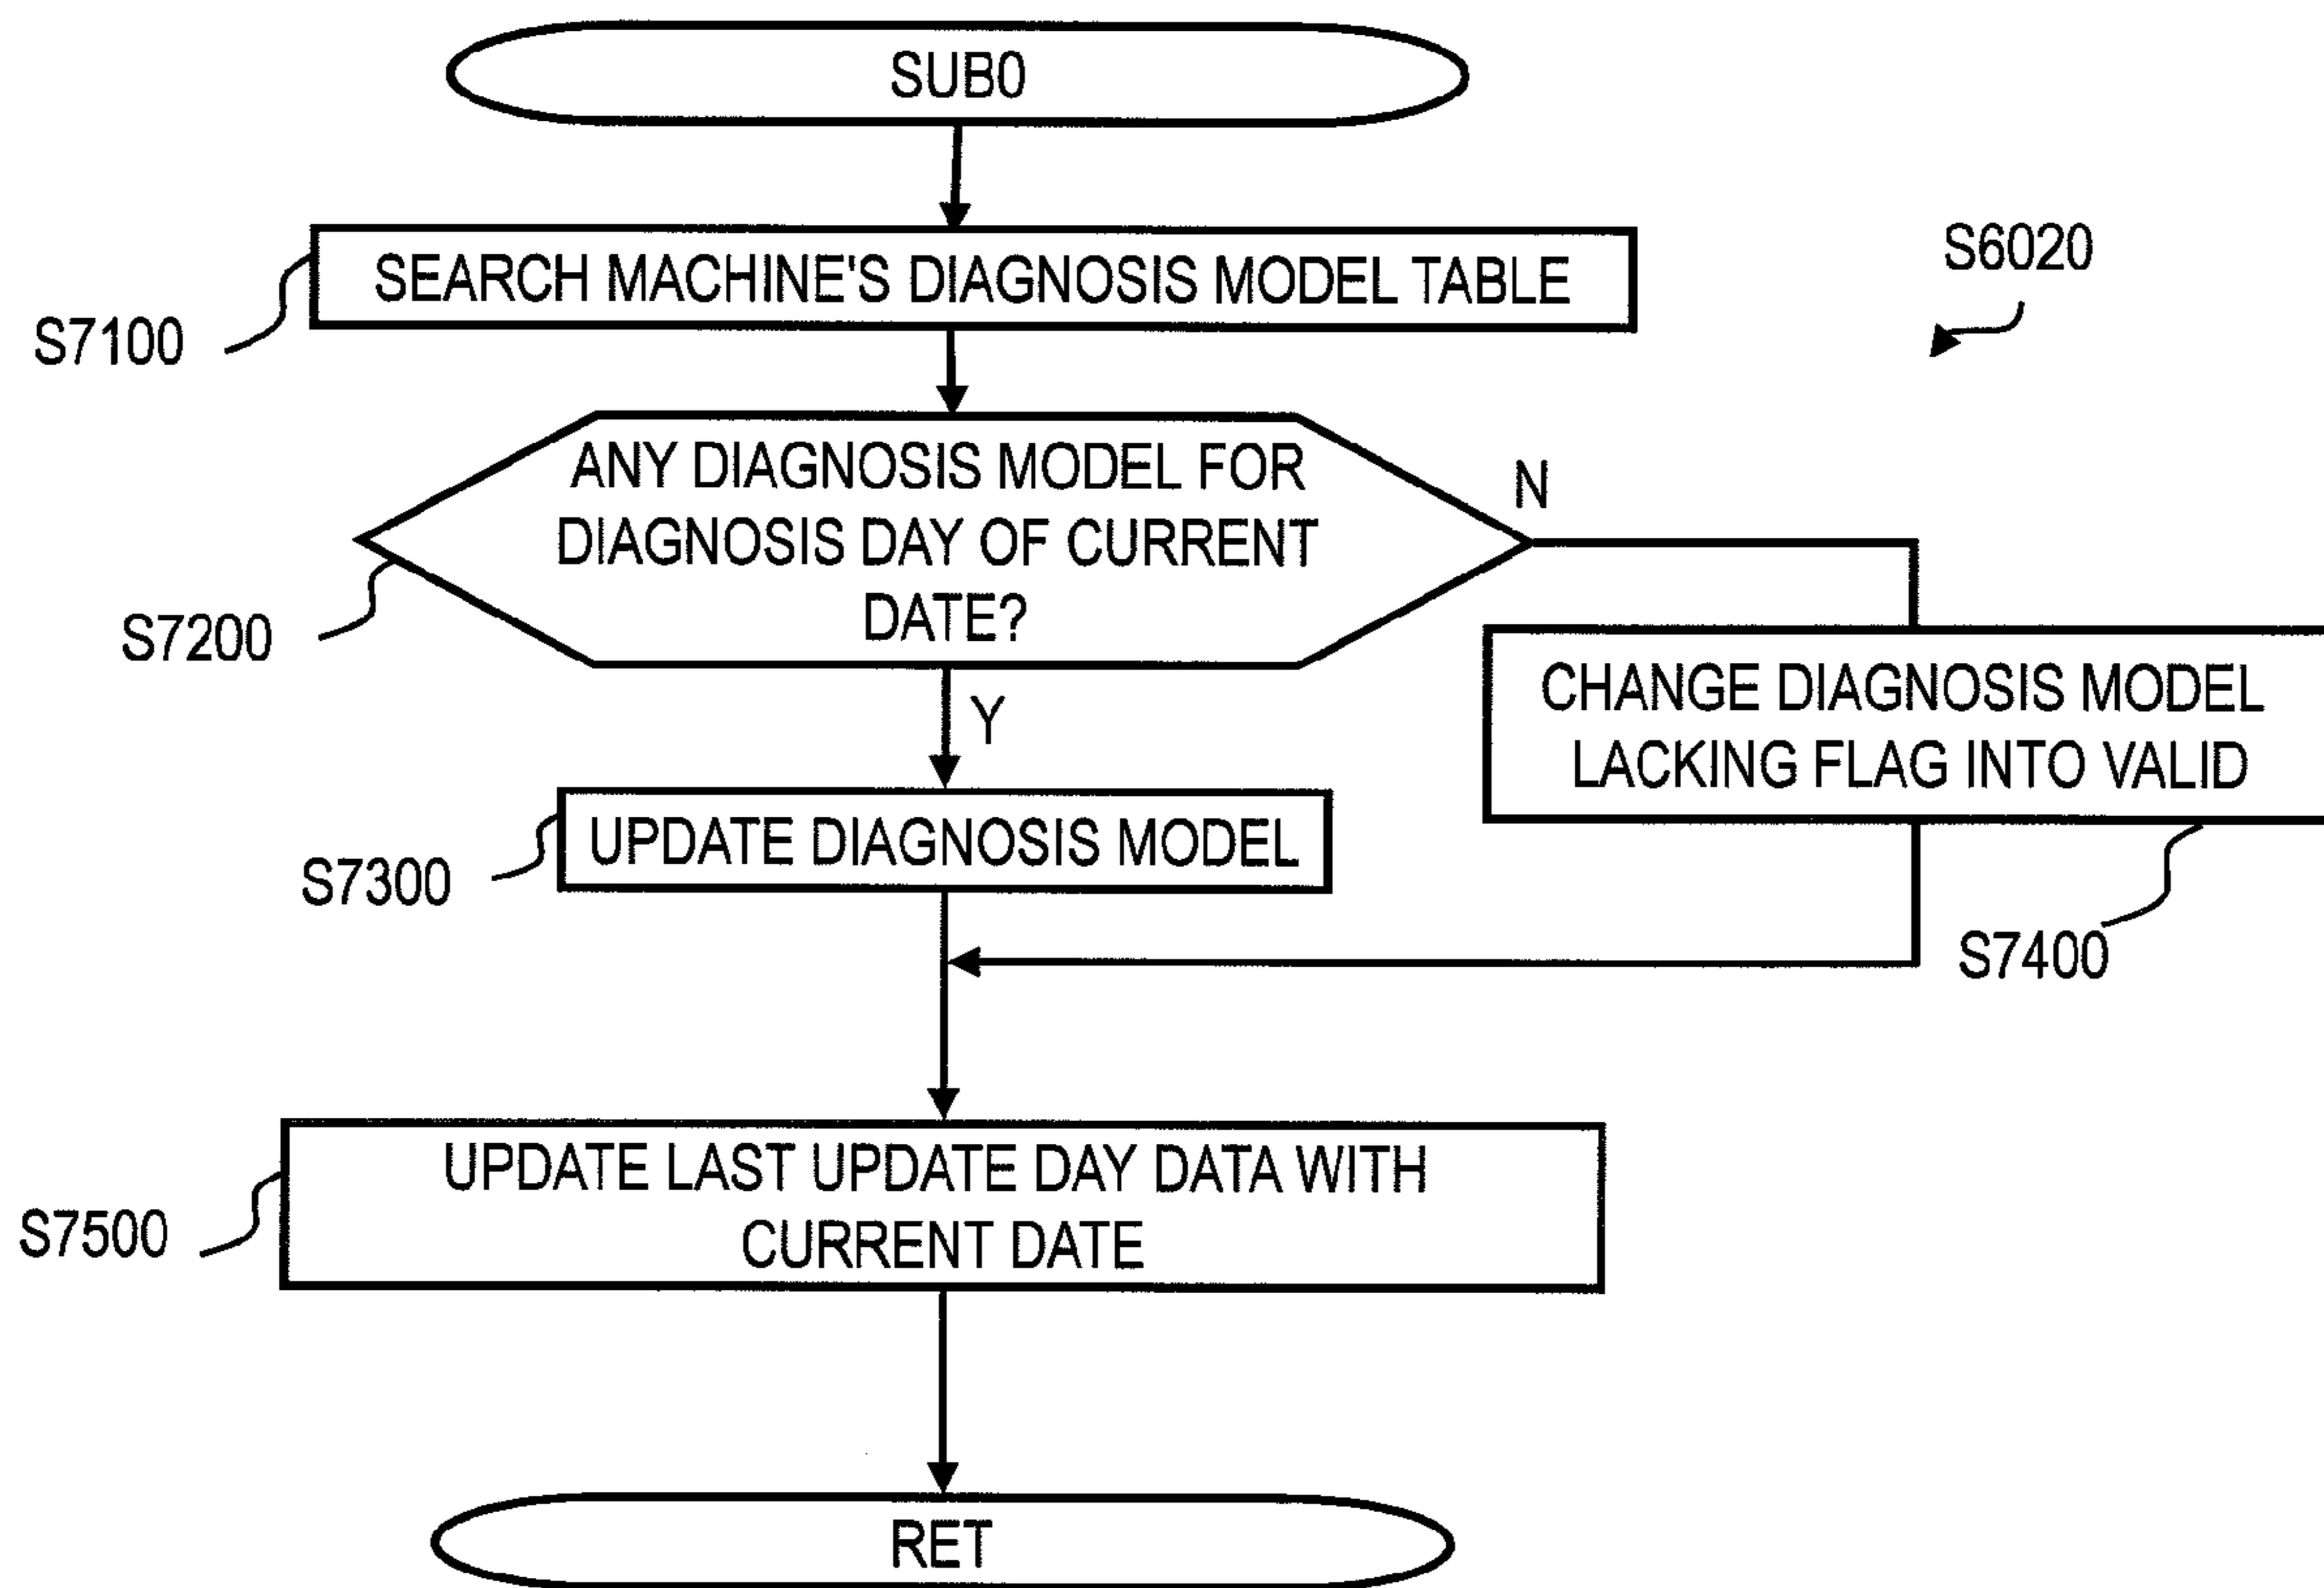 SUB0
SEARCH MACHINE'S DIAGNOSIS MODEL TABLE
S6020
S7100
ANY DIAGNOSIS MODEL FOR
DIAGNOSIS DAY OF CURRENT
DATE?
N
S7200
CHANGE DIAGNOSIS MODEL
LACKING FLAG INTO VALID
Y
UPDATE DIAGNOSIS MODEL
S7300
S7400
UPDATE LAST UPDATE DAY DATA WITH
CURRENT DATE
S7500
RET